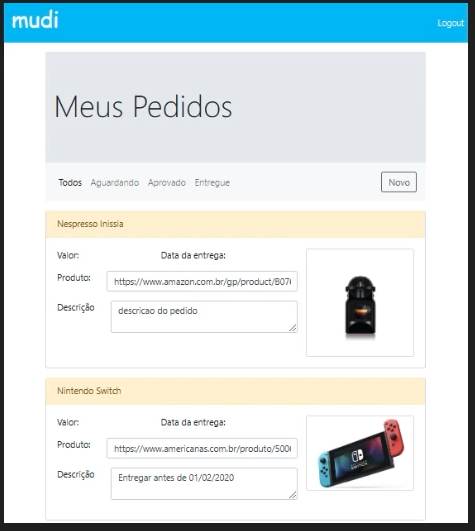 mudi
Logout
Meus Pedidos
Todos Aguardando Aprovado Entregue Novo
Nespresso Inissia
Valor: Data da entrega:
Produto: https://www.amazon.com.br/gp/product/B07
Descrição descricao do pedido
Nintendo Switch
Valor: Data da entrega:
Produto: https://www.americanas.com.br/produto/500
Descrição Entregar antes de 01/02/2020